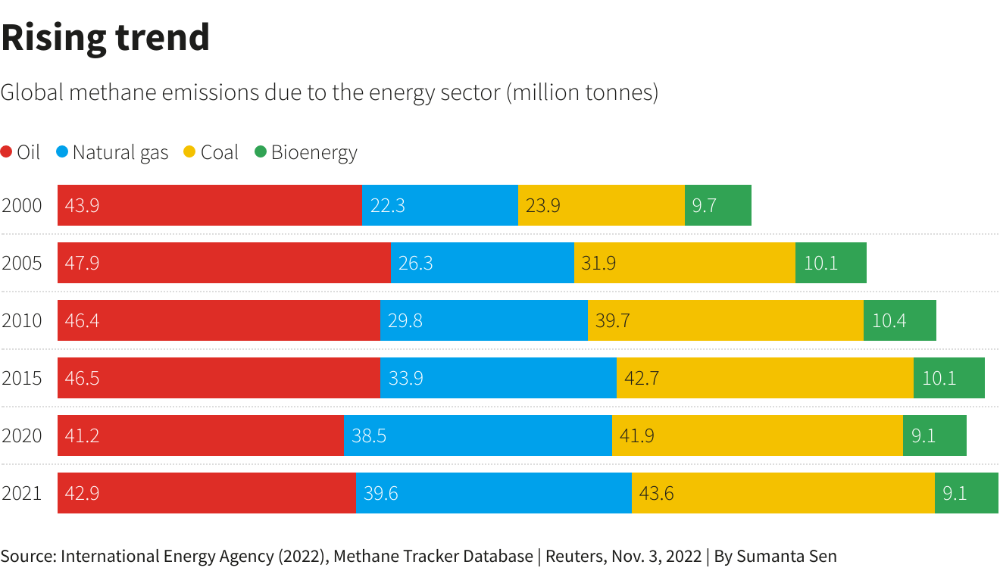 Rising trend
Global methane emissions due to the energy sector (million tonnes)
Oil Natural gas Coal Bioenergy
2000 43.9 22.3 23.9 9.7
2005 47.9 26.3 31.9 10.1
2010 46.4 29.8 39.7 10.4
2015 46.5 33.9 42.7 10.1
2020 41.2 38.5 41.9 9.1
2021 42.9 39.6 43.6 9.1
Source: International Energy Agency (2022), Methane Tracker Database | Reuters, Nov. 3, 2022 | By Sumanta Sen